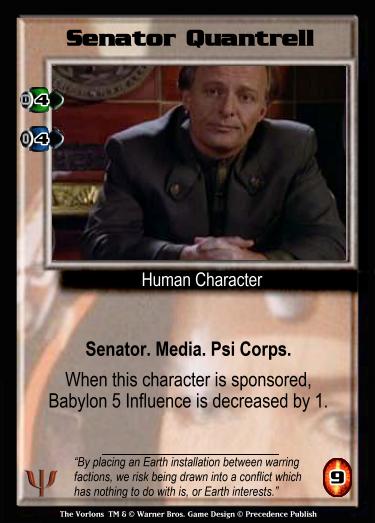 Senator Quantrell
4
4
Human Character
Senator. Media. Psi Corps.
When this character is sponsored,
Babylon 5 Influence is decreased by 1.
"By placing an Earth installation between warring
factions, we risk being drawn into a conflict which
has nothing to do with is, or Earth interests."
9
The Vorlons TM & © Warner Bros. Game Design © Precedence Publish